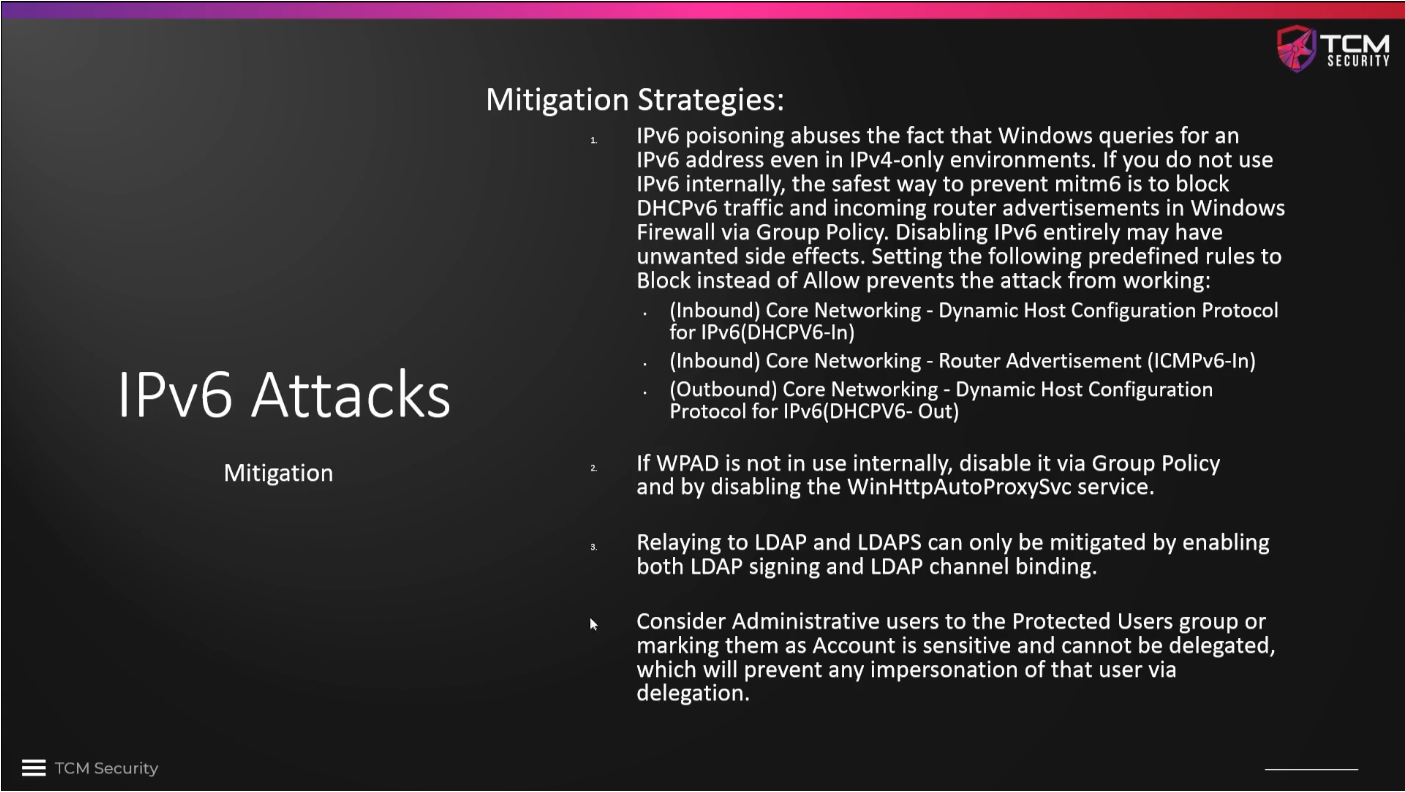 TCM
SECURITY
Mitigation Strategies:
1. IPv6 poisoning abuses the fact that Windows queries for an
IPv6 address even in IPv4-only environments. If you do not use
IPv6 internally, the safest way to prevent mitm6 is to block
DHCPv6 traffic and incoming router advertisements in Windows
Firewall via Group Policy. Disabling IPv6 entirely may have
unwanted side effects. Setting the following predefined rules to
Block instead of Allow prevents the attack from working:
· (Inbound) Core Networking - Dynamic Host Configuration Protocol
for IPv6(DHCPV6-In)
· (Inbound) Core Networking - Router Advertisement (ICMPv6-In)
· (Outbound) Core Networking - Dynamic Host Configuration
Protocol for IPv6(DHCPV6- Out)
2. If WPAD is not in use internally, disable it via Group Policy
and by disabling the WinHttpAutoProxySvc service.
3. Relaying to LDAP and LDAPS can only be mitigated by enabling
both LDAP signing and LDAP channel binding.
Consider Administrative users to the Protected Users group or
marking them as Account is sensitive and cannot be delegated,
which will prevent any impersonation of that user via
delegation.
IPv6 Attacks
Mitigation
TCM Security